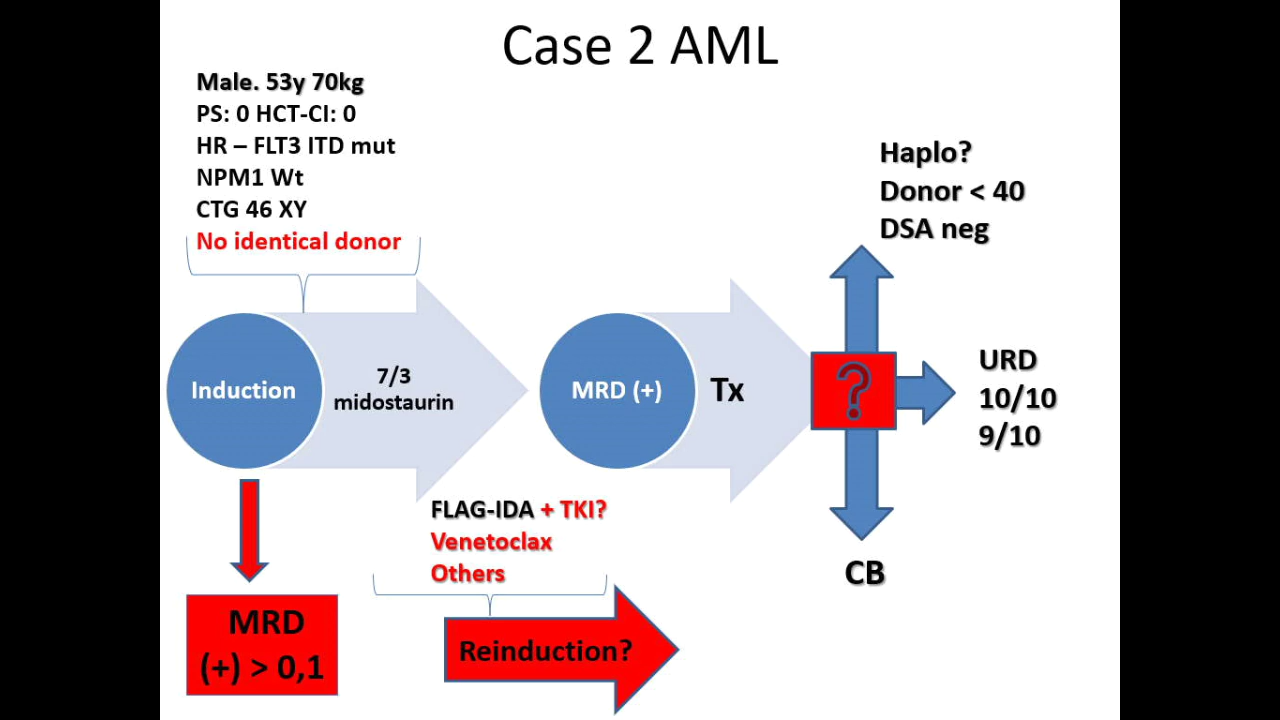 Case 2 AML
Male. 53y 70kg
PS: 0 HCT-CI: 0
HR – FLT3 ITD mut
NPM1 Wt
CTG 46 XY
No identical donor
Induction
7/3
midostaurin
MRD (+)
Tx
?
Haplo?
Donor < 40
DSA neg
URD
10/10
9/10
CB
MRD
(+) > 0,1
FLAG-IDA + TKI?
Venetoclax
Others
Reinduction?